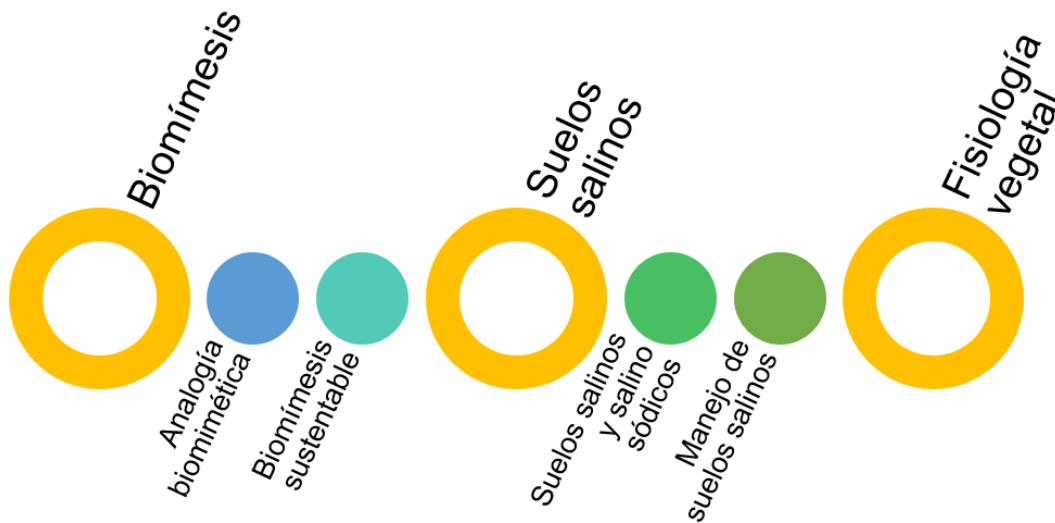 Biomímesis
Analogía
biomimética
Biomímesis
sustentable
Suelos
salinos
Suelos salinos
y salino
sódicos
Manejo de
suelos salinos
Fisiología
vegetal